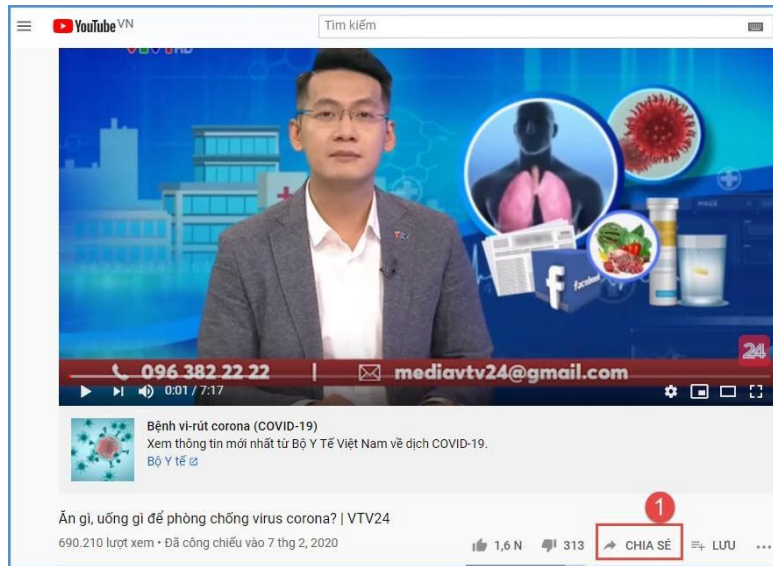 YouTube VN
Tìm kiếm
facebook
24
096 382 22 22 | mediavtv24@gmail.com
0:01 / 7:17
Bệnh vi-rút corona (COVID-19)
Xem thông tin mới nhất từ Bộ Y Tế Việt Nam về dịch COVID-19.
Bộ Y tế
1
Ăn gì, uống gì để phòng chống virus corona? | VTV24
690.210 lượt xem • Đã công chiếu vào 7 thg 2, 2020
1,6 N 313 CHIA SẺ LƯU ...